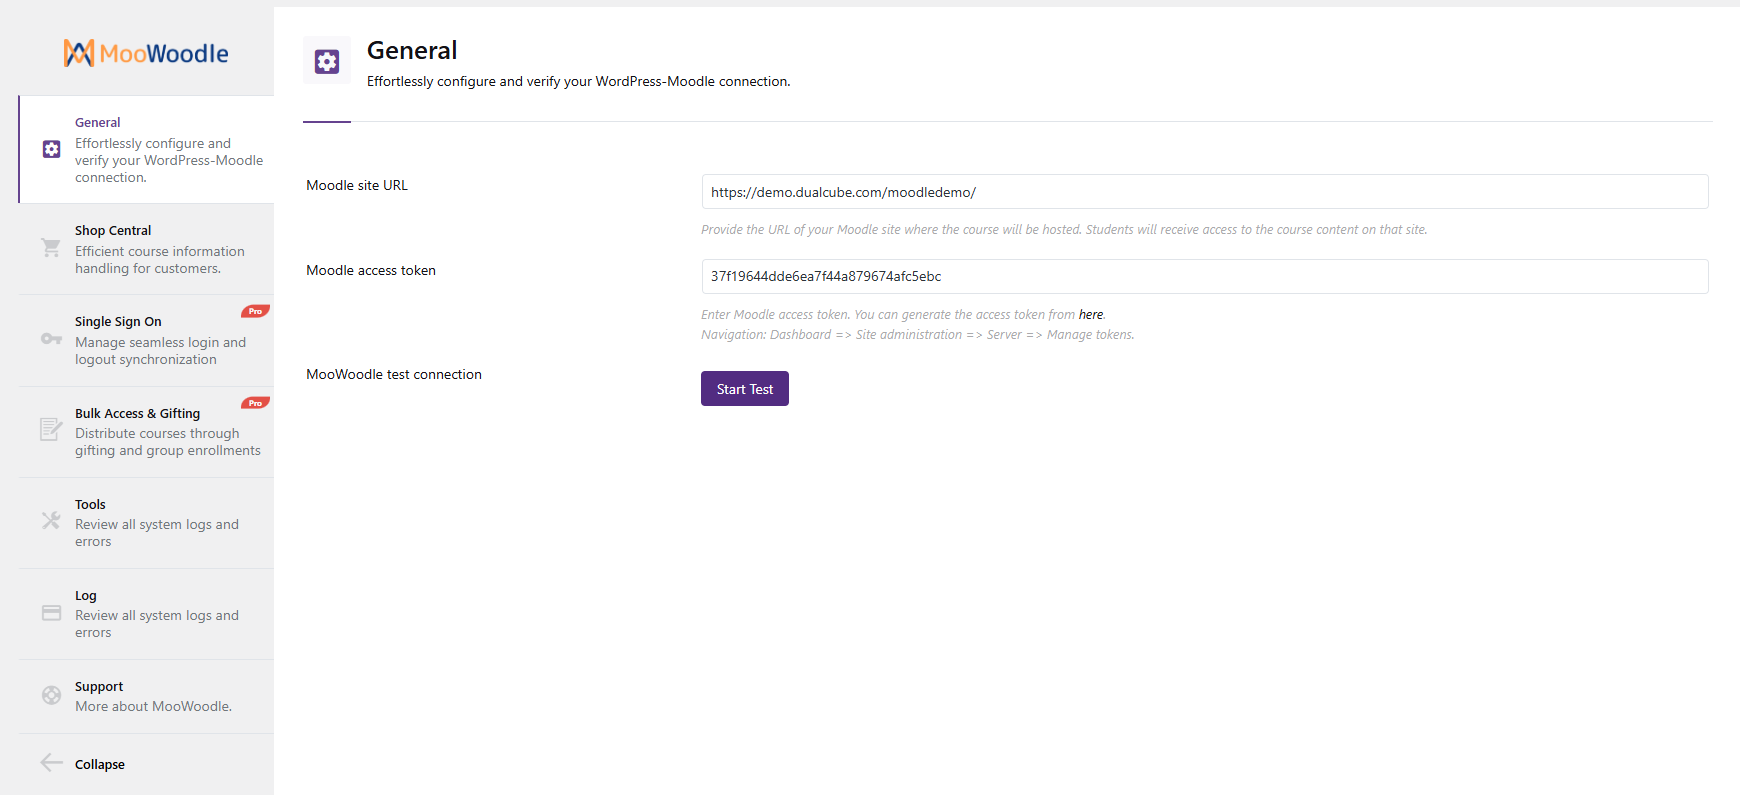 MooWoodle
General
Effortlessly configure and
verify your WordPress-Moodle
connection.
Shop Central
Efficient course information
handling for customers.
Pro
Single Sign On
Manage seamless login and
logout synchronization
Pro
Bulk Access & Gifting
Distribute courses through
gifting and group enrollments
Tools
Review all system logs and
errors
Log
Review all system logs and
errors
Support
More about MooWoodle.
Collapse
General
Effortlessly configure and verify your WordPress-Moodle connection.
Moodle site URL
https://demo.dualcube.com/moodledemo/
Provide the URL of your Moodle site where the course will be hosted. Students will receive access to the course content on that site.
Moodle access token
37f19644dde6ea7f44a879674afc5ebc
Enter Moodle access token. You can generate the access token from here.
Navigation: Dashboard => Site administration => Server => Manage tokens.
MooWoodle test connection
Start Test